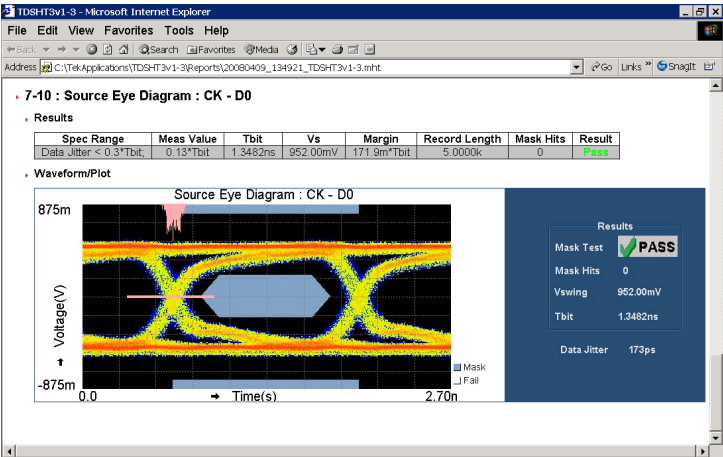 TDSHT3v1-3 - Microsoft Internet Explorer
File Edit View Favorites Tools Help
Back Search Favorites Media
Address C:\TekApplications\TDSHT3v1-3\Reports\20080409_134921_TDSHT3v1-3.mht Go Links » SnagIt
7-10 : Source Eye Diagram : CK - D0
Results
Spec Range Meas Value Tbit Vs Margin Record Length Mask Hits Result
Data Jitter < 0.3*Tbit; 0.13*Tbit 1.3482ns 952.00mV 171.9m*Tbit 5.0000k 0 Pass
Waveform/Plot
Source Eye Diagram : CK - D0
875m
Voltage(V)
-875m
0.0
Time(s)
2.70n
Mask
Fail
Results
Mask Test PASS
Mask Hits 0
Vswing 952.00mV
Tbit 1.3482ns
Data Jitter 173ps